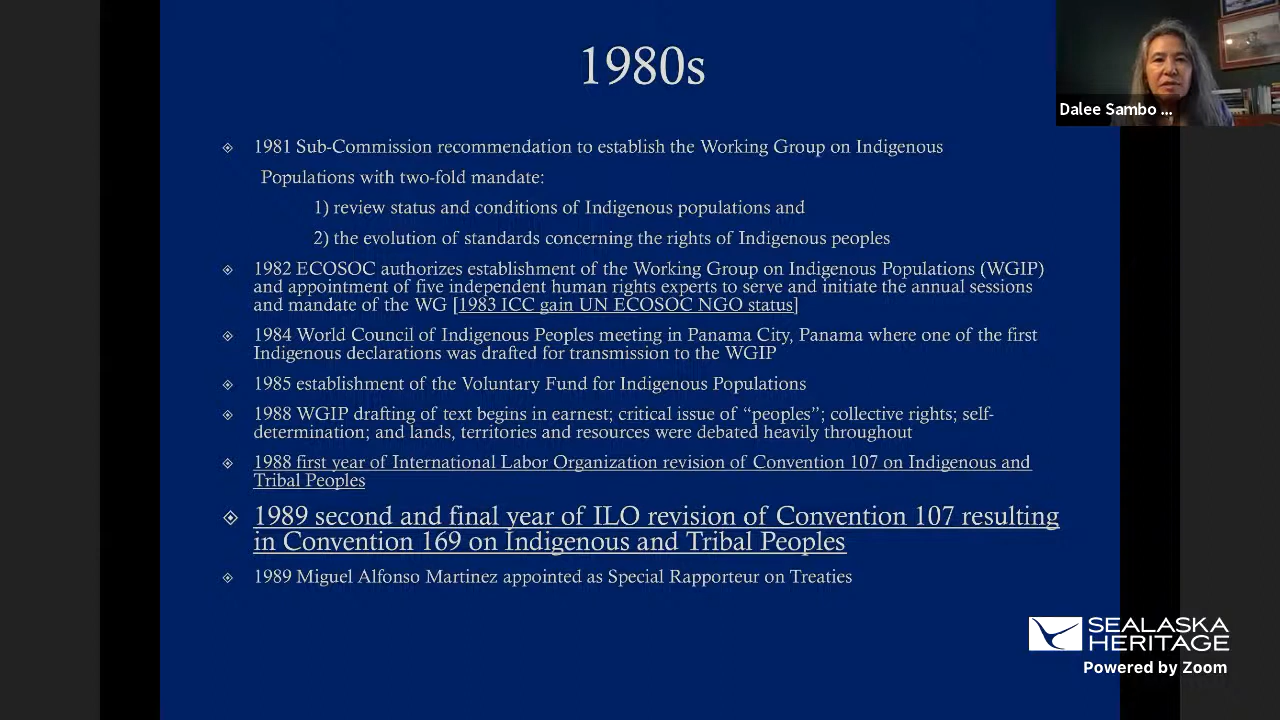 1980s
Dalee Sambo ...
1981 Sub-Commission recommendation to establish the Working Group on Indigenous
Populations with two-fold mandate:
1) review status and conditions of Indigenous populations and
2) the evolution of standards concerning the rights of Indigenous peoples
1982 ECOSOC authorizes establishment of the Working Group on Indigenous Populations (WGIP)
and appointment of five independent human rights experts to serve and initiate the annual sessions
and mandate of the WG [1983 ICC gain UN ECOSOC NGO status]
1984 World Council of Indigenous Peoples meeting in Panama City, Panama where one of the first
Indigenous declarations was drafted for transmission to the WGIP
1985 establishment of the Voluntary Fund for Indigenous Populations
1988 WGIP drafting of text begins in earnest; critical issue of “peoples”; collective rights; self-
determination; and lands, territories and resources were debated heavily throughout
1988 first year of International Labor Organization revision of Convention 107 on Indigenous and
Tribal Peoples
1989 second and final year of ILO revision of Convention 107 resulting
in Convention 169 on Indigenous and Tribal Peoples
1989 Miguel Alfonso Martinez appointed as Special Rapporteur on Treaties
SEALASKA
HERITAGE
Powered by Zoom